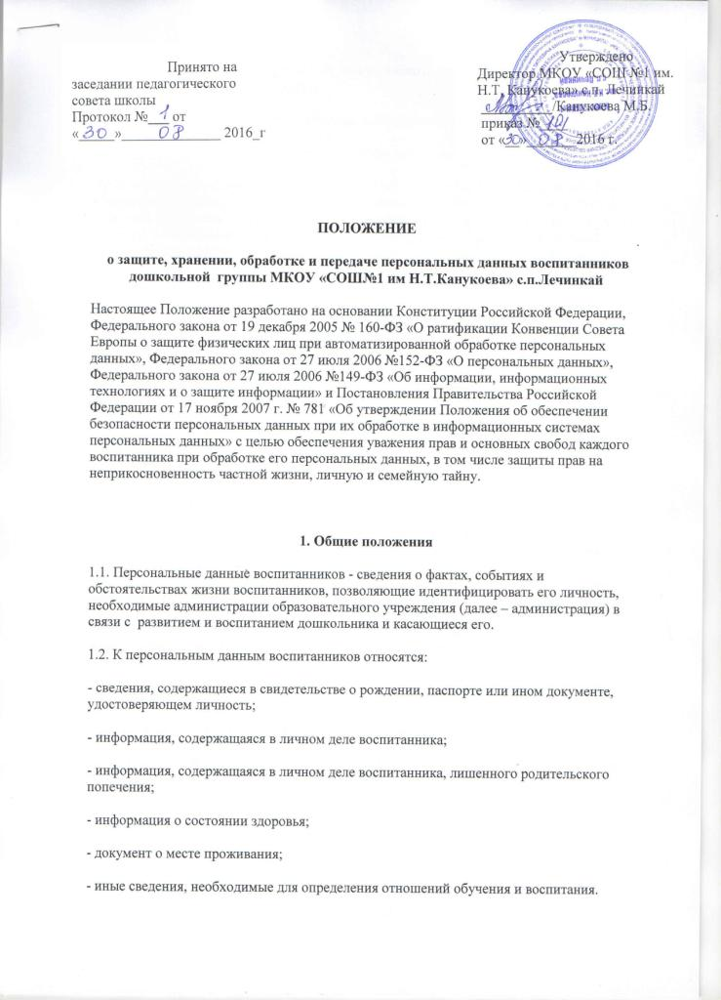 Принято на
заседании педагогического
совета школы
Протокол № 1 от
«30» 08 2016_г
Утверждено
Директор МКОУ «СОШ №1 им.
Н.Т. Канукоева» с.п. Лечинкай
Канукоева М.Б.
приказ № 101
от «30» 08 2016 г.
ПОЛОЖЕНИЕ
о защите, хранении, обработке и передаче персональных данных воспитанников
дошкольной группы МКОУ «СОШ№1 им Н.Т.Канукоева» с.п.Лечинкай
Настоящее Положение разработано на основании Конституции Российской Федерации,
Федерального закона от 19 декабря 2005 № 160-ФЗ «О ратификации Конвенции Совета
Европы о защите физических лиц при автоматизированной обработке персональных
данных», Федерального закона от 27 июля 2006 №152-ФЗ «О персональных данных»,
Федерального закона от 27 июля 2006 №149-ФЗ «Об информации, информационных
технологиях и о защите информации» и Постановления Правительства Российской
Федерации от 17 ноября 2007 г. № 781 «Об утверждении Положения об обеспечении
безопасности персональных данных при их обработке в информационных системах
персональных данных» с целью обеспечения уважения прав и основных свобод каждого
воспитанника при обработке его персональных данных, в том числе защиты прав на
неприкосновенность частной жизни, личную и семейную тайну.
1. Общие положения
1.1. Персональные данные воспитанников - сведения о фактах, событиях и
обстоятельствах жизни воспитанников, позволяющие идентифицировать его личность,
необходимые администрации образовательного учреждения (далее – администрация) в
связи с развитием и воспитанием дошкольника и касающиеся его.
1.2. К персональным данным воспитанников относятся:
- сведения, содержащиеся в свидетельстве о рождении, паспорте или ином документе,
удостоверяющем личность;
- информация, содержащаяся в личном деле воспитанника;
- информация, содержащаяся в личном деле воспитанника, лишенного родительского
попечения;
- информация о состоянии здоровья;
- документ о месте проживания;
- иные сведения, необходимые для определения отношений обучения и воспитания.